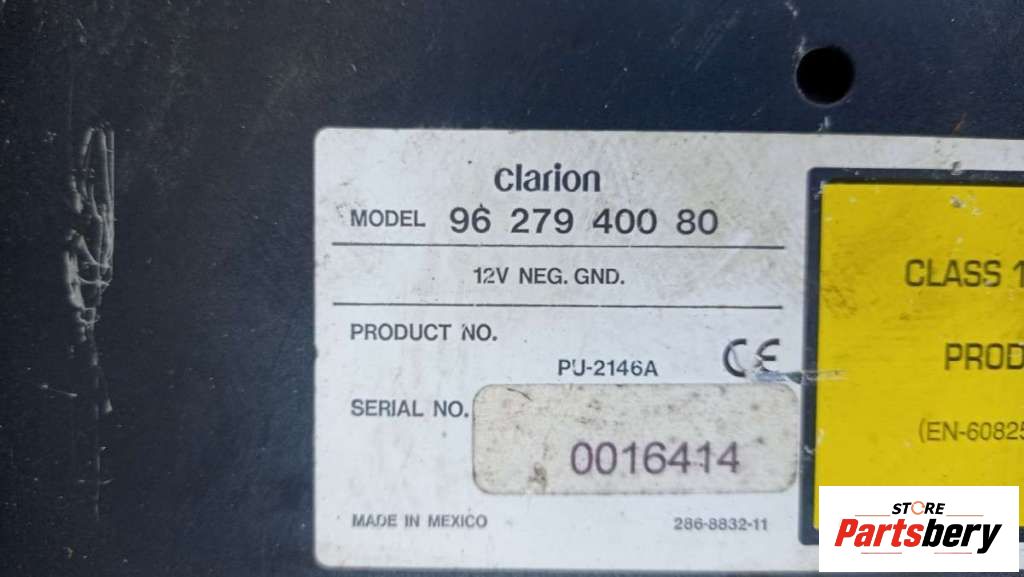 clarion
MODEL 96 279 400 80
12V NEG. GND.
PRODUCT NO.
PU-2146A CE
SERIAL NO.
0016414
MADE IN MEXICO 286-8832-11
CLASS 1
PROD
(EN-60825
STORE
Partsbery